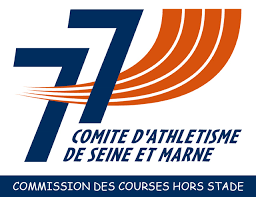 77
COMITE D'ATHLETISME
DE SEINE ET MARNE
COMMISSION DES COURSES HORS STADE